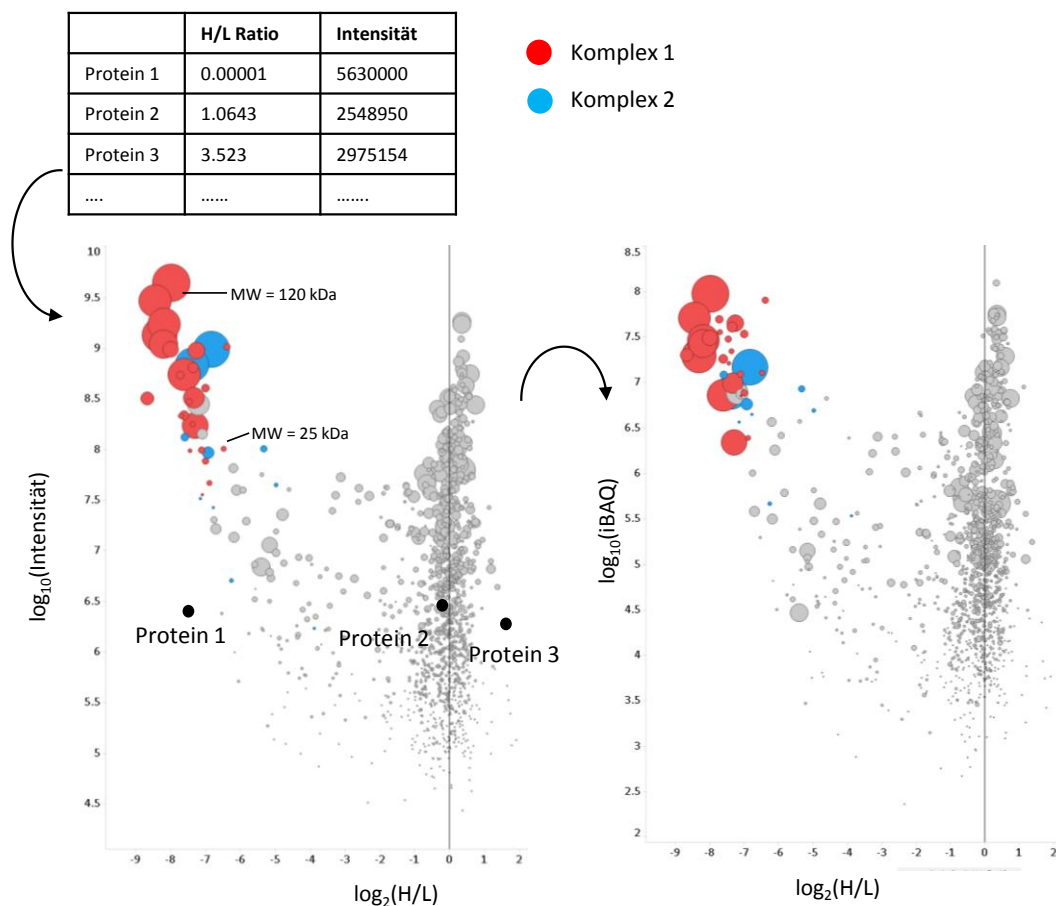 H/L Ratio Intensität
Protein 1 0.00001 5630000
Protein 2 1.0643 2548950
Protein 3 3.523 2975154
…. …… …….
Komplex 1
Komplex 2
10
9.5
9
8.5
8
7.5
7
6.5
6
5.5
5
4.5
log10(Intensität)
MW = 120 kDa
MW = 25 kDa
Protein 1
Protein 2
Protein 3
-9 -8 -7 -6 -5 -4 -3 -2 -1 0 1 2
log2(H/L)
8.5
8
7.5
7
6.5
6
5.5
5
4.5
4
3.5
3
2.5
2
log10(iBAQ)
-9 -8 -7 -6 -5 -4 -3 -2 -1 0 1 2
log2(H/L)